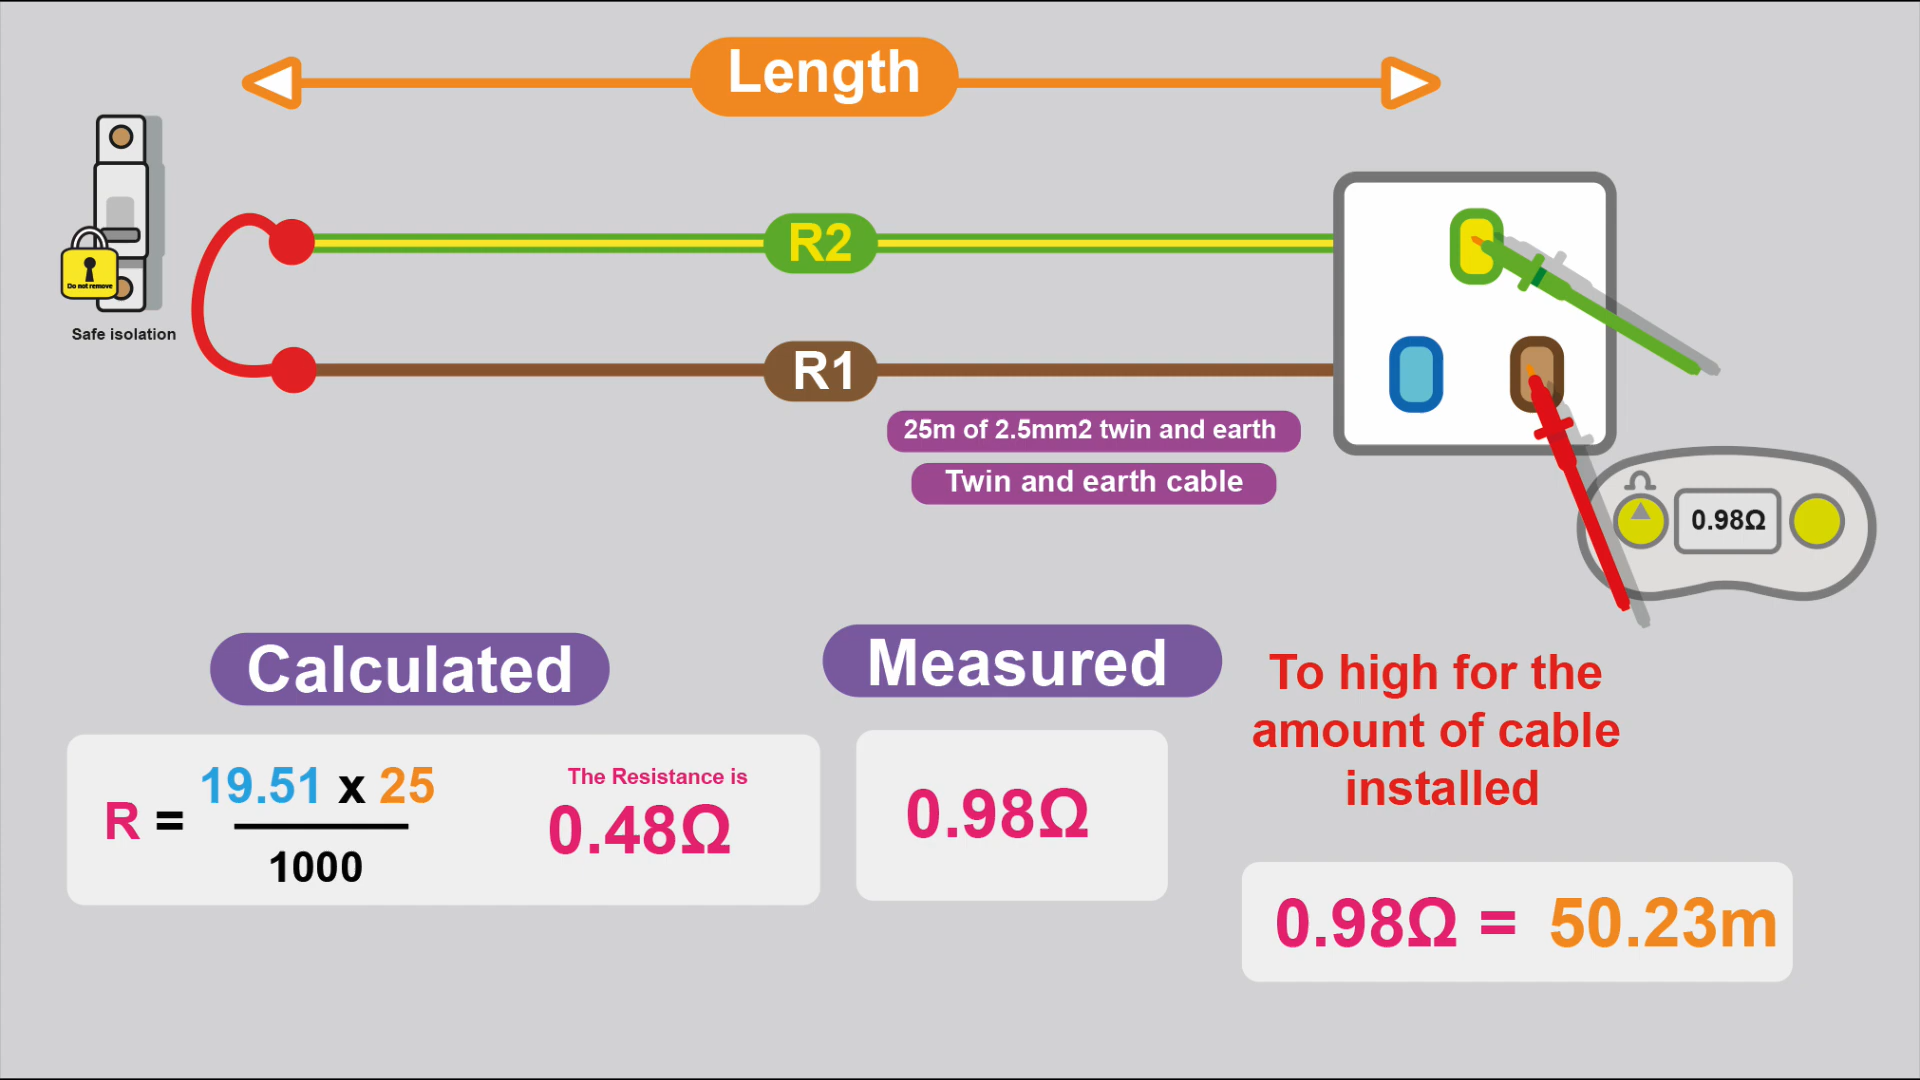 Length
R2
Do not remove
Safe isolation
R1
25m of 2.5mm2 twin and earth
Twin and earth cable
Ω
0.98Ω
Calculated
Measured
To high for the
amount of cable
installed
R = 19.51 x 25
1000
The Resistance is
0.48Ω
0.98Ω
0.98Ω = 50.23m